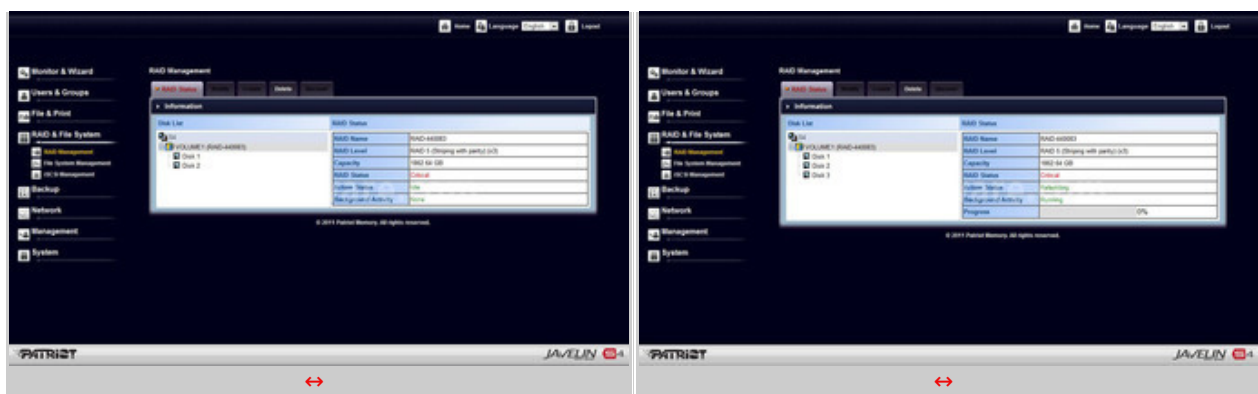 Home Language English Logout
Monitor & Wizard
Users & Groups
File & Print
RAID & File System
RAID Management
File System Management
iSCSI Management
Backup
Network
Management
System
RAID Management
RAID Status Delete
Information
Disk List RAID Status
S4
VOLUME1 (RAID-440083)
Disk 1
Disk 2
RAID Name RAID-440083
RAID Level RAID 5 (Striping with parity) (x3)
Capacity 1862.64 GB
RAID Status Critical
Action Status Idle
Background Activity None
© 2011 Patriot Memory. All rights reserved.
PATRIOT JAVELIN S4
Home Language English Logout
Monitor & Wizard
Users & Groups
File & Print
RAID & File System
RAID Management
File System Management
iSCSI Management
Backup
Network
Management
System
RAID Management
RAID Status Delete
Information
Disk List RAID Status
S4
VOLUME1 (RAID-440083)
Disk 1
Disk 2
Disk 3
RAID Name RAID-440083
RAID Level RAID 5 (Striping with parity) (x3)
Capacity 1862.64 GB
RAID Status Critical
Action Status Rebuilding
Background Activity Running
Progress 0%
© 2011 Patriot Memory. All rights reserved.
PATRIOT JAVELIN S4